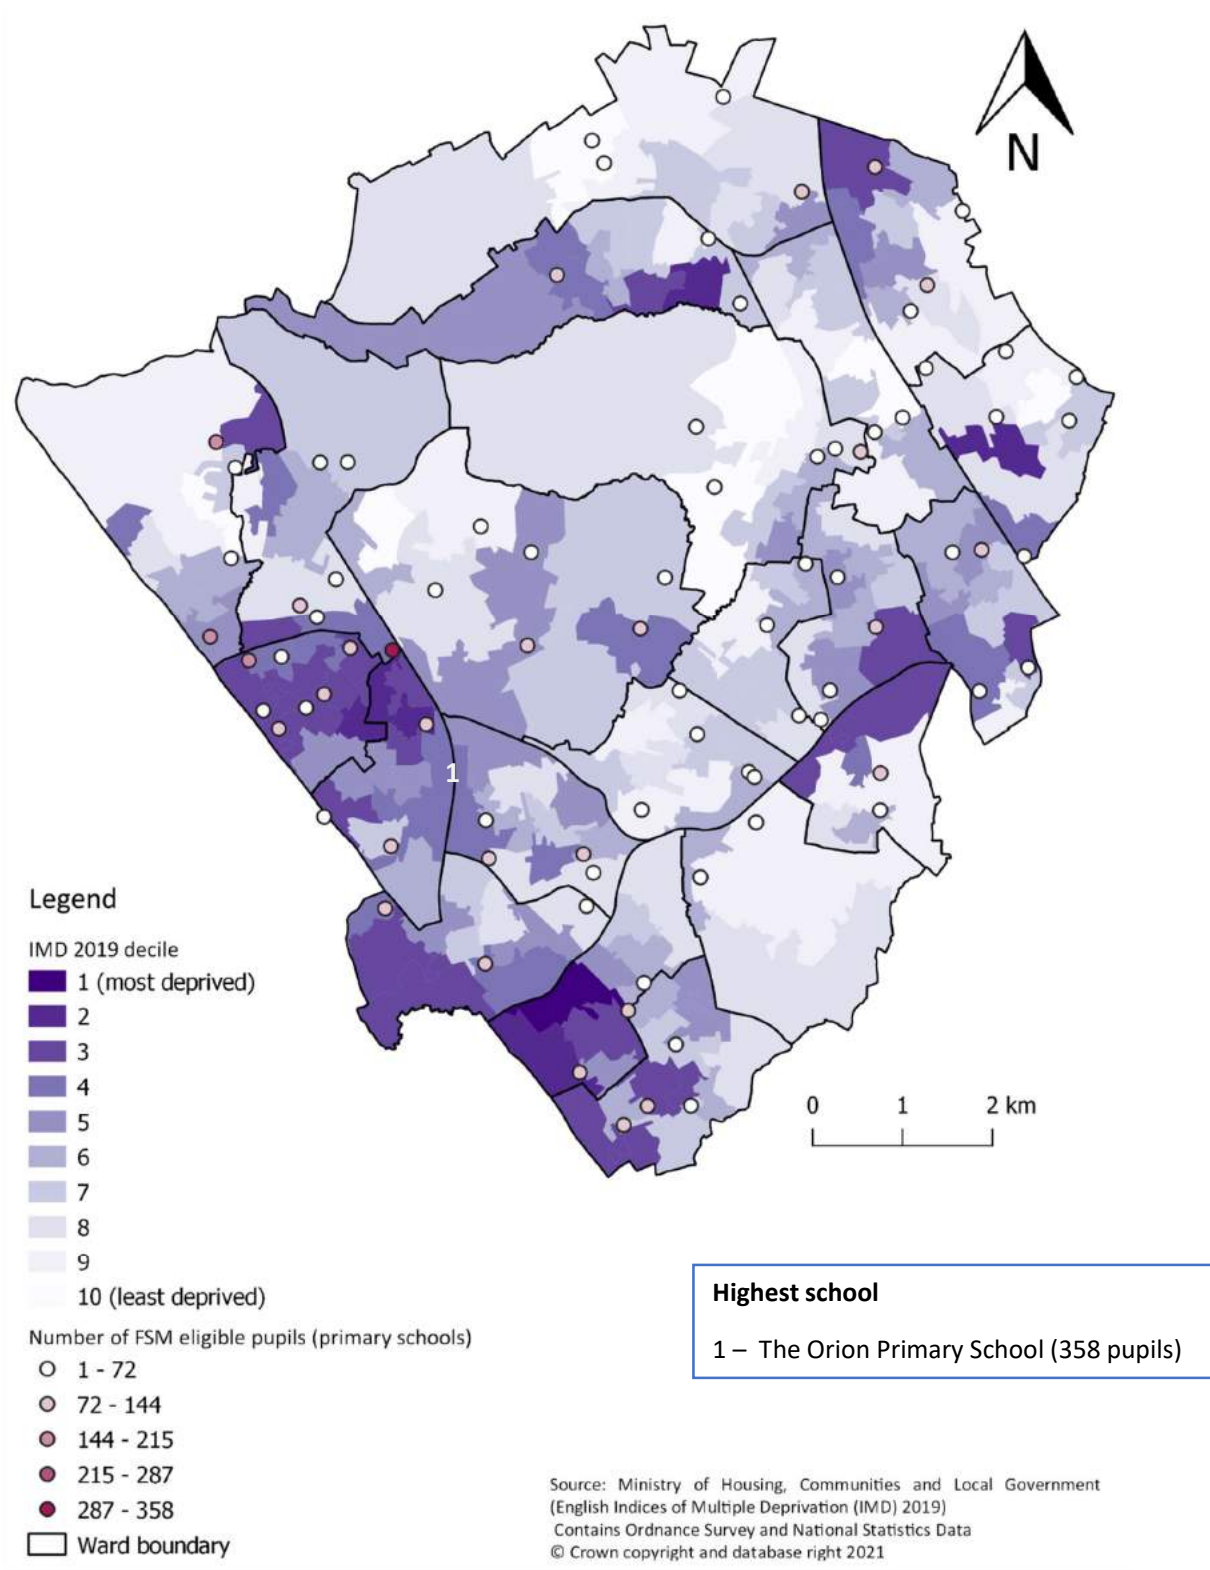 N
1
Legend
IMD 2019 decile
1 (most deprived)
2
3
4
5
6
7
8
9
10 (least deprived)
Number of FSM eligible pupils (primary schools)
1 - 72
72 - 144
144 - 215
215 - 287
287 - 358
Ward boundary
0 1 2 km
Highest school
1 – The Orion Primary School (358 pupils)
Source: Ministry of Housing, Communities and Local Government
(English Indices of Multiple Deprivation (IMD) 2019)
Contains Ordnance Survey and National Statistics Data
© Crown copyright and database right 2021